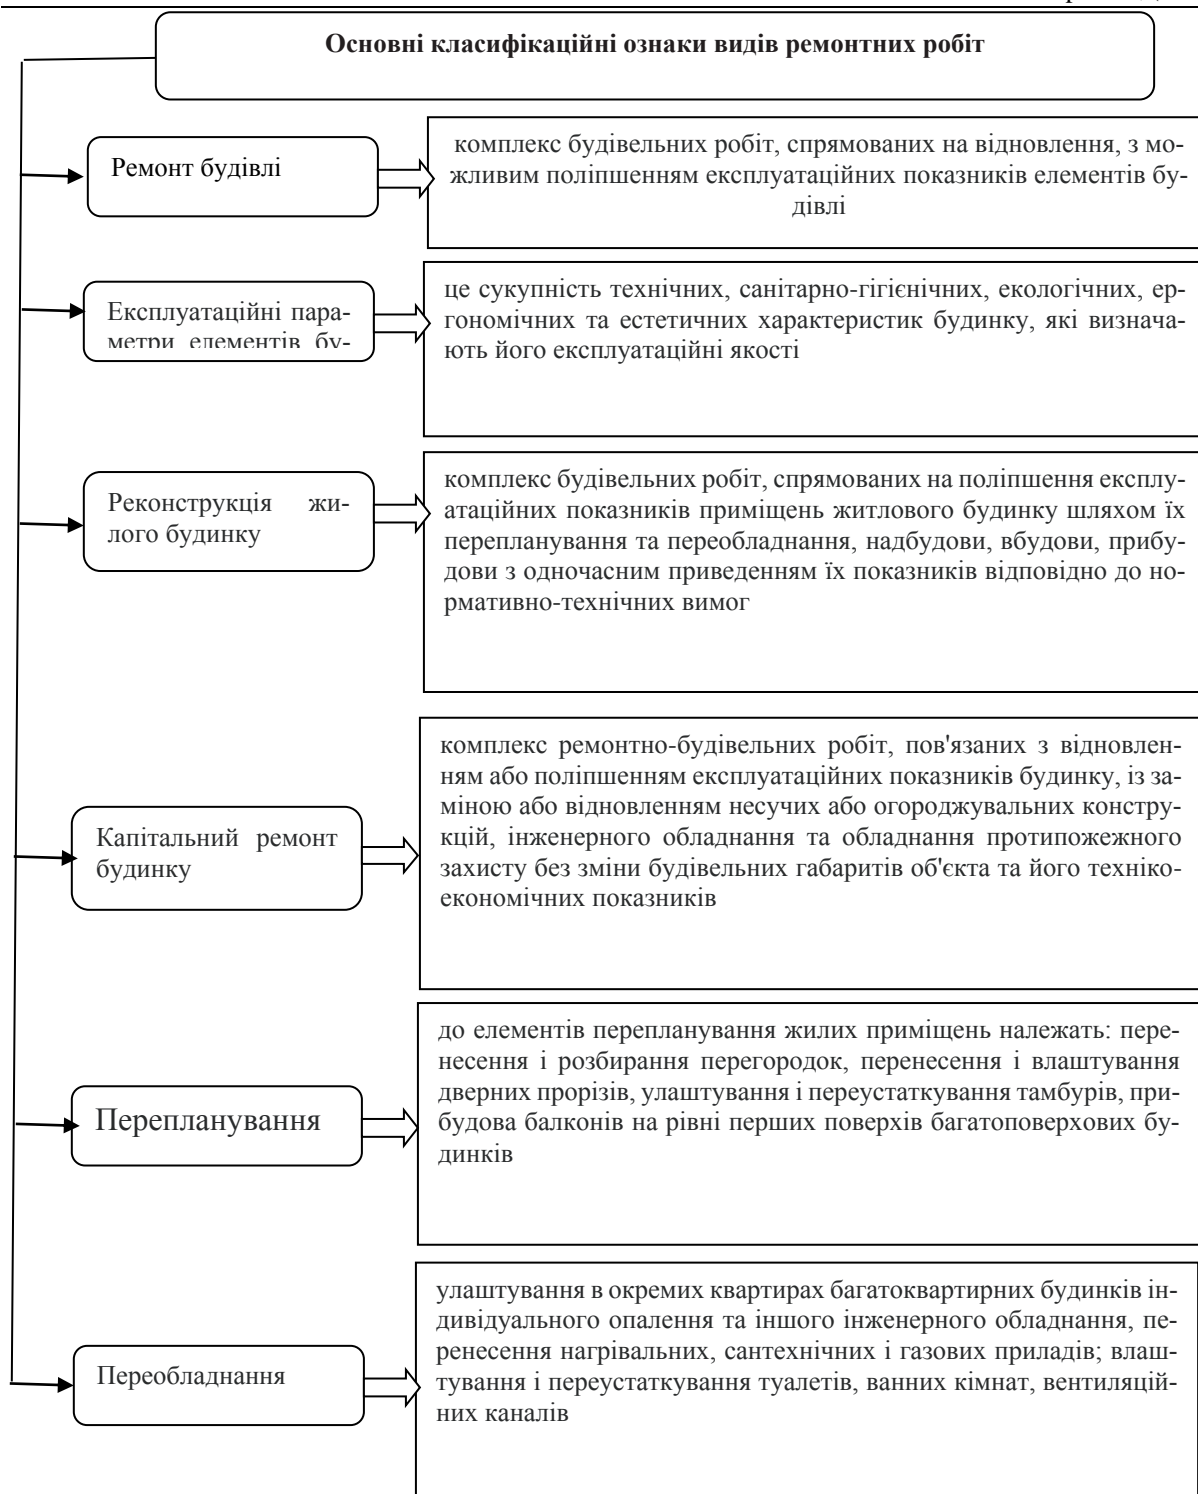 Основні класифікаційні ознаки видів ремонтних робіт
Ремонт будівлі
комплекс будівельних робіт, спрямованих на відновлення, з мо-
жливим поліпшенням експлуатаційних показників елементів бу-
дівлі
Експлуатаційні пара-
метри елементів бу-
це сукупність технічних, санітарно-гігієнічних, екологічних, ер-
гономічних та естетичних характеристик будинку, які визнача-
ють його експлуатаційні якості
Реконструкція жи-
лого будинку
комплекс будівельних робіт, спрямованих на поліпшення експлу-
атаційних показників приміщень житлового будинку шляхом їх
перепланування та переобладнання, надбудови, вбудови, прибу-
дови з одночасним приведенням їх показників відповідно до но-
рмативно-технічних вимог
Капітальний ремонт
будинку
комплекс ремонтно-будівельних робіт, пов'язаних з відновлен-
ням або поліпшенням експлуатаційних показників будинку, із за-
міною або відновленням несучих або огороджувальних констру-
кцій, інженерного обладнання та обладнання протипожежного
захисту без зміни будівельних габаритів об'єкта та його техніко-
економічних показників
Перепланування
до елементів перепланування жилих приміщень належать: пере-
несення і розбирання перегородок, перенесення і влаштування
дверних прорізів, улаштування і переустаткування тамбурів, при-
будова балконів на рівні перших поверхів багатоповерхових бу-
динків
Переобладнання
улаштування в окремих квартирах багатоквартирних будинків ін-
дивідуального опалення та іншого інженерного обладнання, пе-
ренесення нагрівальних, сантехнічних і газових приладів; влаш-
тування і переустаткування туалетів, ванних кімнат, вентиляцій-
них каналів